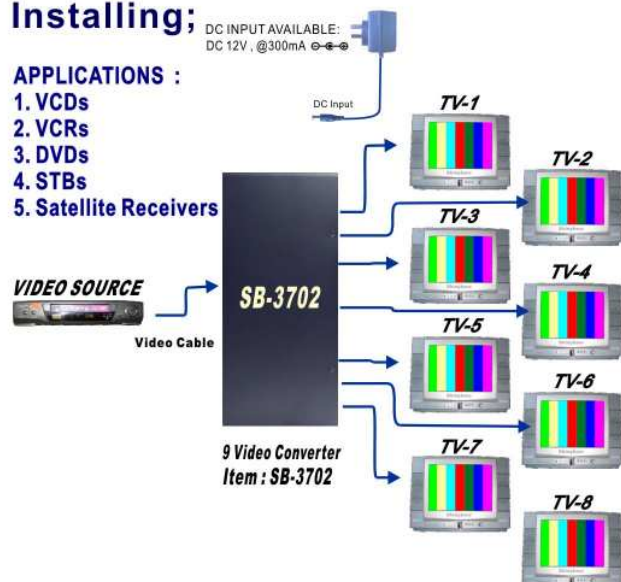 Installing;
DC INPUT AVAILABLE:
DC 12V , @300mA
APPLICATIONS :
1. VCDs
2. VCRs
3. DVDs
4. STBs
5. Satellite Receivers
DC Input
TV-1
TV-2
TV-3
TV-4
TV-5
TV-6
TV-7
TV-8
VIDEO SOURCE
Video Cable
SB-3702
9 Video Converter
Item : SB-3702